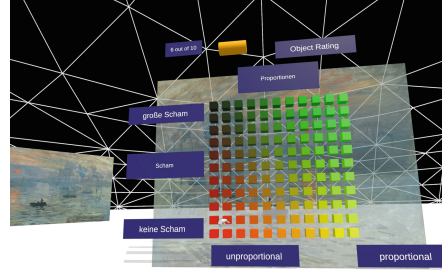 6 out of 10
Object Rating
Proportionen
große Scham
Scham
keine Scham
unproportional
proportional